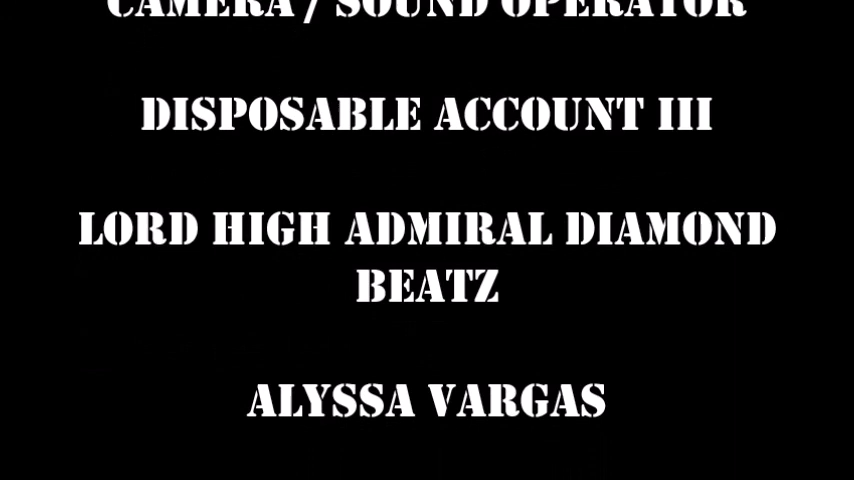 CAMERA / SOUND OPERATOR
DISPOSABLE ACCOUNT III
LORD HIGH ADMIRAL DIAMOND
BEATZ
ALYSSA VARGAS